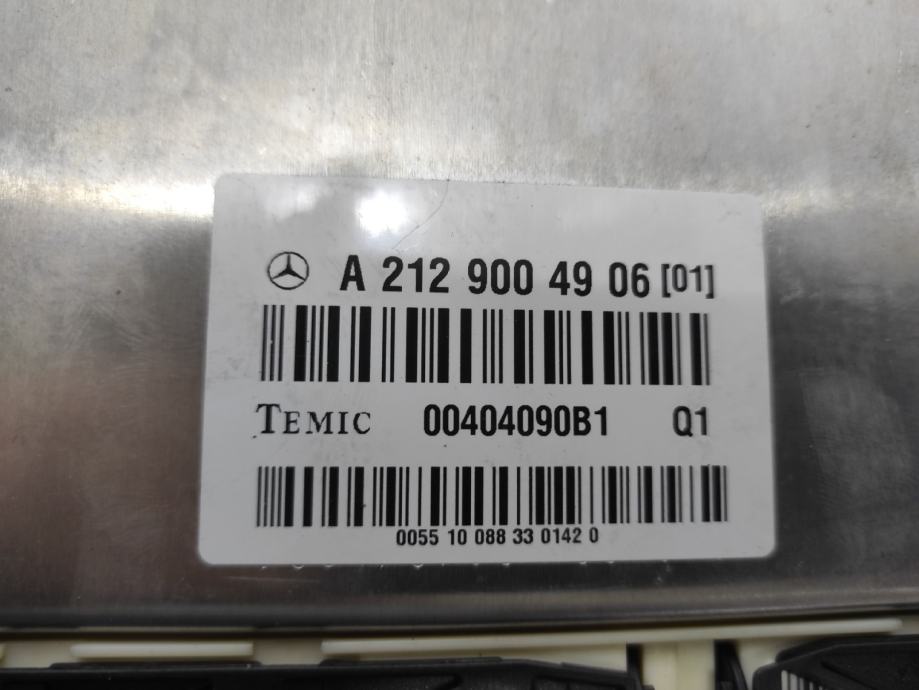 A 212 900 49 06 [01]
TEMIC 00404090B1 Q1
0055 10 088 33 0142 0